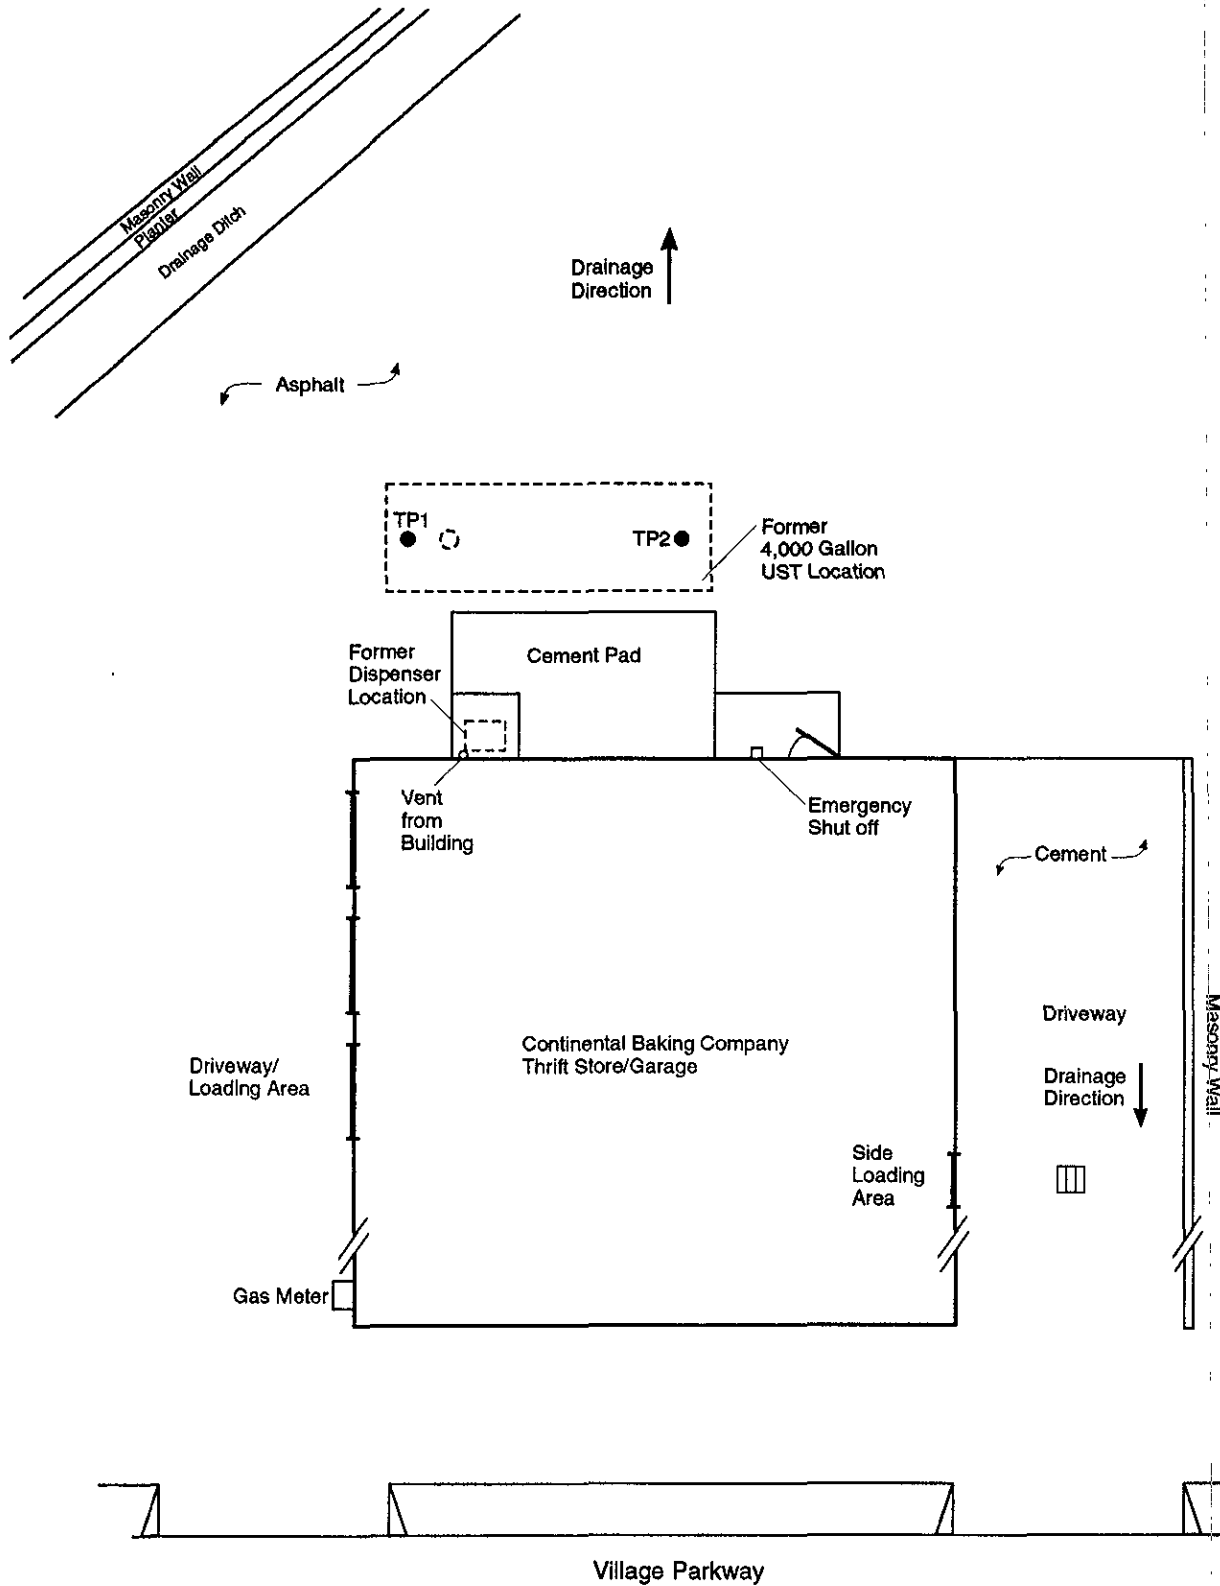 Masonry Wall
Planter
Drainage Ditch
Drainage
Direction
Asphalt
TP1
TP2
Former
4,000 Gallon
UST Location
Former
Dispenser
Location
Cement Pad
Vent
from
Building
Emergency
Shut off
Cement
Driveway
Masonry Wall
Continental Baking Company
Thrift Store/Garage
Driveway/
Loading Area
Drainage
Direction
Side
Loading
Area
Gas Meter
Village Parkway